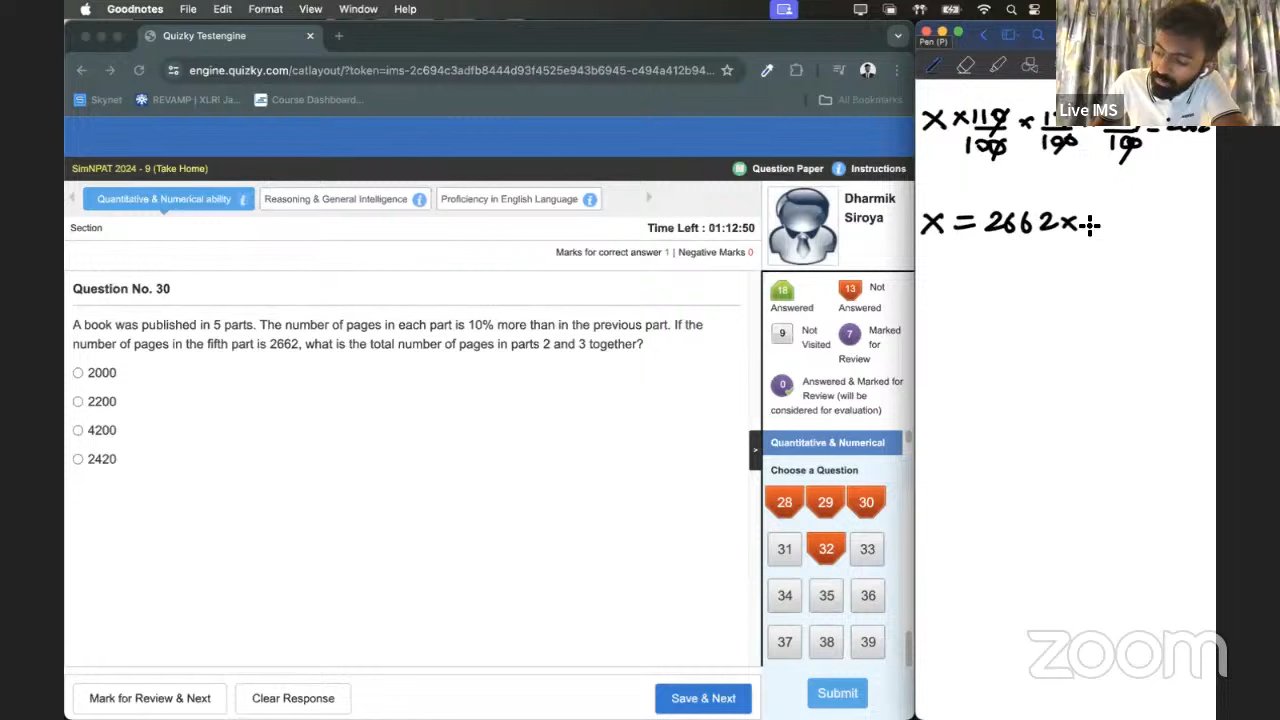 Goodnotes File Edit Format View Window Help
Quizky Testengine
engine.quizky.com/catlayout/?token=ims-2c694c3adfb8444d93f4525e943b6945-c494a412b94...
Skynet REVAMP | XLRI Ja... Course Dashboard... All Bookmarks
Pen (P)
Live IMS
SimNPAT 2024 - 9 (Take Home) Question Paper Instructions
Quantitative & Numerical ability Reasoning & General Intelligence Proficiency in English Language
Section Time Left : 01:12:50
Marks for correct answer 1 | Negative Marks 0
Dharmik Siroya
Question No. 30
A book was published in 5 parts. The number of pages in each part is 10% more than in the previous part. If the
number of pages in the fifth part is 2662, what is the total number of pages in parts 2 and 3 together?
2000
2200
4200
2420
18 Answered 13 Not Answered
9 Not Visited 7 Marked for Review
0 Answered & Marked for Review (will be considered for evaluation)
Quantitative & Numerical
Choose a Question
28 29 30
31 32 33
34 35 36
37 38 39
Mark for Review & Next Clear Response Save & Next Submit
x × 110/100 ×
x = 2662 ×
zoom